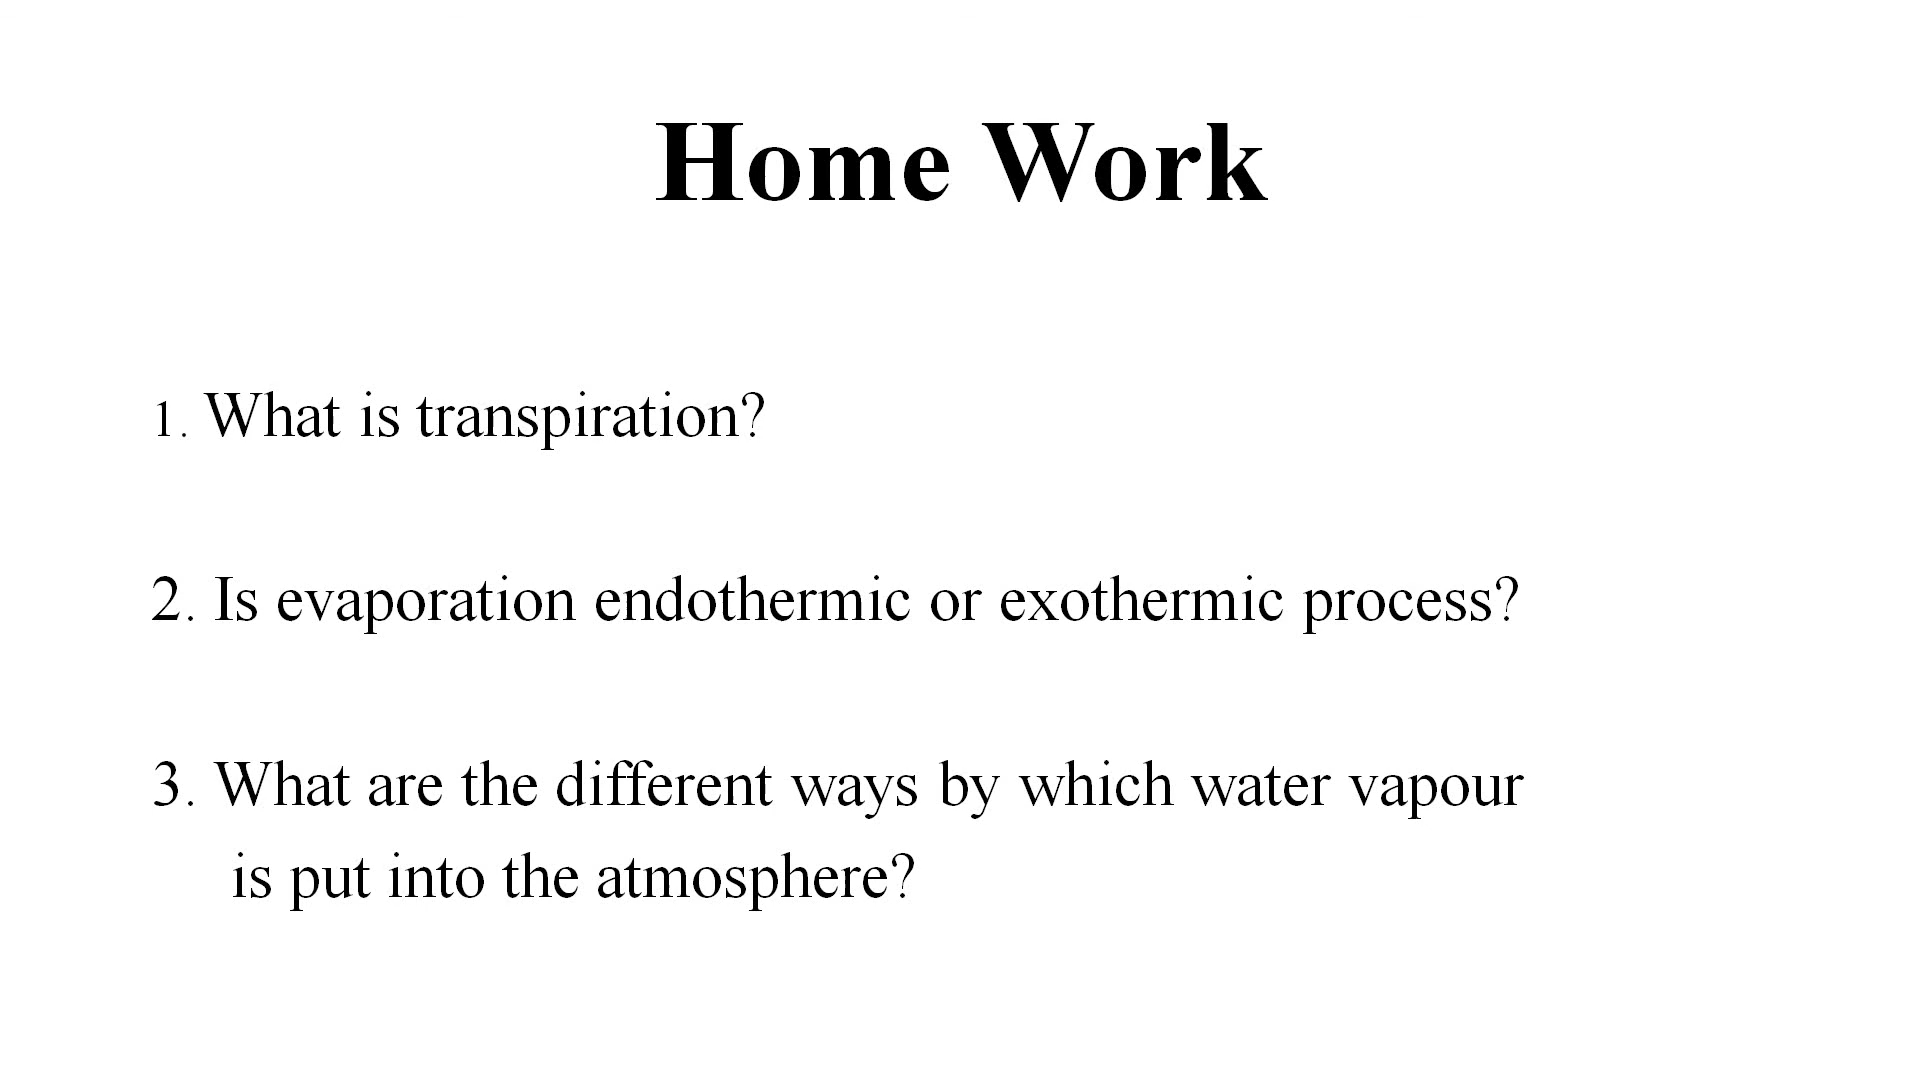 Home Work
1. What is transpiration?
2. Is evaporation endothermic or exothermic process?
3. What are the different ways by which water vapour
is put into the atmosphere?